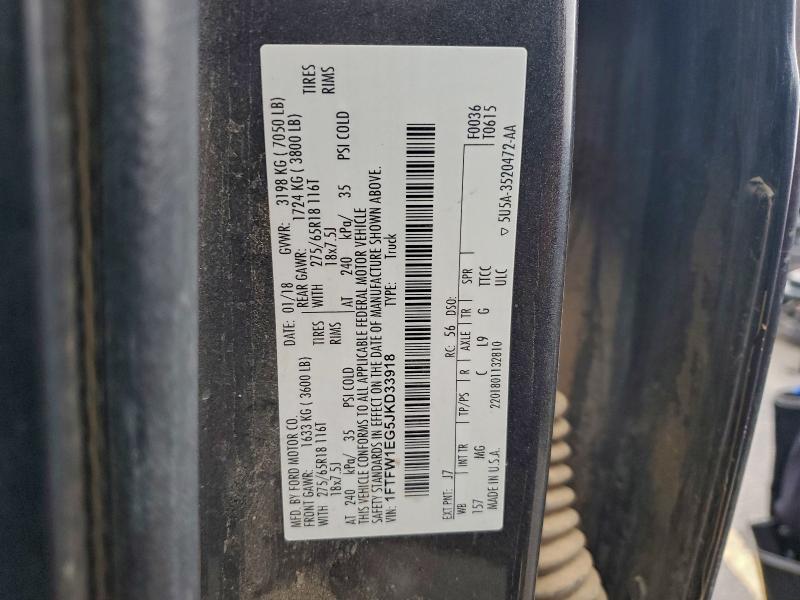 MFD. BY FORD MOTOR CO.
DATE: 01/18 GVWR: 3198 KG ( 7050 LB)
FRONT GAWR: 1633 KG ( 3600 LB) REAR GAWR: 1724 KG ( 3800 LB)
WITH 275/65R18 116T TIRES WITH 275/65R18 116T TIRES
18x7.5J RIMS 18x7.5J RIMS
AT 240 kPa/ 35 PSI COLD AT 240 kPa/ 35 PSI COLD
THIS VEHICLE CONFORMS TO ALL APPLICABLE FEDERAL MOTOR VEHICLE
SAFETY STANDARDS IN EFFECT ON THE DATE OF MANUFACTURE SHOWN ABOVE.
VIN: 1FTFW1EG5JKD33918 TYPE: Truck
EXT PNT: J7 RC: 56 DSO: F0036
WB INT TR TP/PS R AXLE TR SPR T0615
157 MG C L9 G TTCC
MADE IN U.S.A. 2201801132810 ULC
▽ 5U5A-3520472-AA